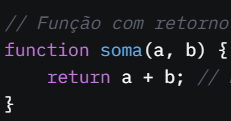 // Função com retorno
function soma(a, b) {
    return a + b; //
}